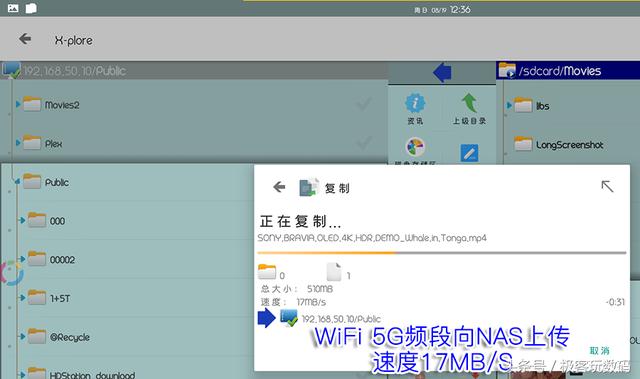 周日 08/19 12:36
X-plore
192,168,50,10/Public
/sdcard/Movies
Movies2
Plex
资讯
上级目录
libs
LongScreenshot
Public
000
00002
1+5T
@Recycle
HDStation_download
复制
正在复制...
SONY,BRAVIA,OLED,4K,HDR,DEMO_Whale,in,Tonga,mp4
0
1
总大小: 510MB
速度: 17MB/s
-0:31
192,168,50,10/Public
WiFi 5G频段向NAS上传
速度17MB/S
取消
头条号 / 极客玩数码